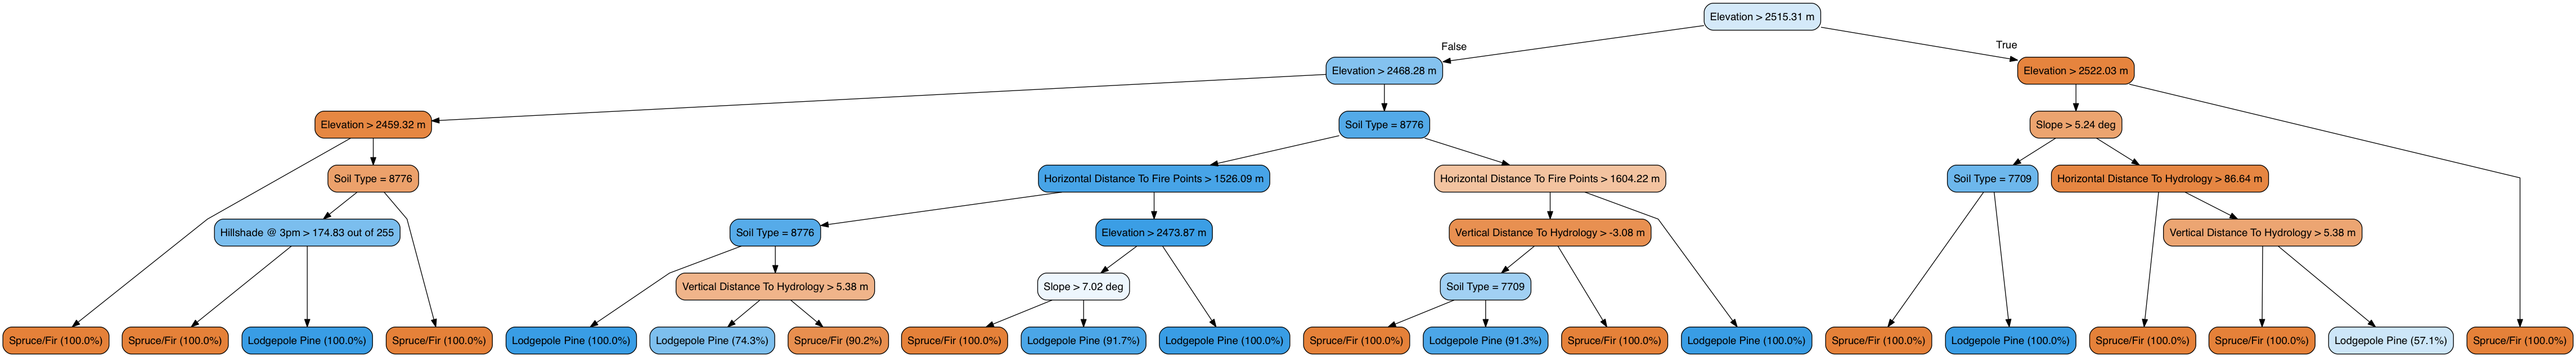 Elevation > 2515.31 m
False
True
Elevation > 2468.28 m
Elevation > 2522.03 m
Elevation > 2459.32 m
Soil Type = 8776
Slope > 5.24 deg
Soil Type = 8776
Horizontal Distance To Fire Points > 1526.09 m
Horizontal Distance To Fire Points > 1604.22 m
Soil Type = 7709
Horizontal Distance To Hydrology > 86.64 m
Hillshade @ 3pm > 174.83 out of 255
Soil Type = 8776
Elevation > 2473.87 m
Vertical Distance To Hydrology > -3.08 m
Vertical Distance To Hydrology > 5.38 m
Vertical Distance To Hydrology > 5.38 m
Slope > 7.02 deg
Soil Type = 7709
Spruce/Fir (100.0%)
Spruce/Fir (100.0%)
Lodgepole Pine (100.0%)
Spruce/Fir (100.0%)
Lodgepole Pine (100.0%)
Lodgepole Pine (74.3%)
Spruce/Fir (90.2%)
Spruce/Fir (100.0%)
Lodgepole Pine (91.7%)
Lodgepole Pine (100.0%)
Spruce/Fir (100.0%)
Lodgepole Pine (91.3%)
Spruce/Fir (100.0%)
Lodgepole Pine (100.0%)
Spruce/Fir (100.0%)
Lodgepole Pine (100.0%)
Spruce/Fir (100.0%)
Spruce/Fir (100.0%)
Lodgepole Pine (57.1%)
Spruce/Fir (100.0%)